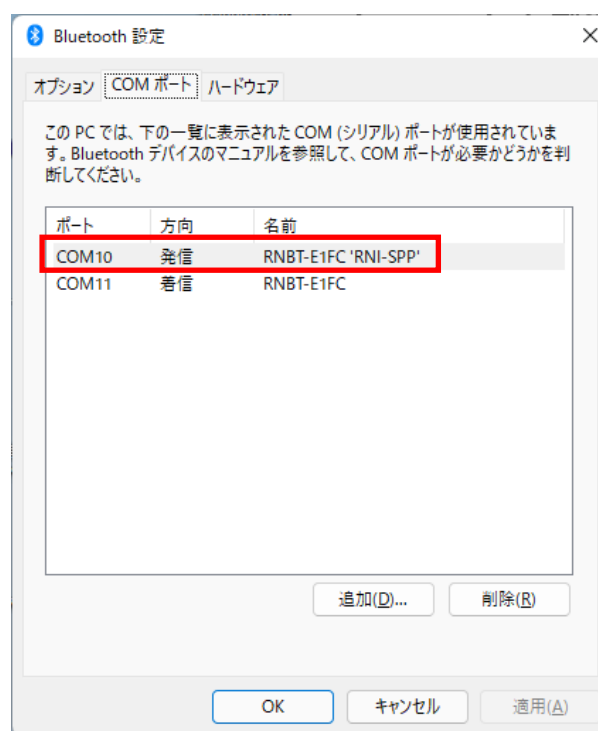 Bluetooth 設定
オプション COM ポート ハードウェア
この PC では、下の一覧に表示された COM (シリアル) ポートが使用されていま
す。Bluetooth デバイスのマニュアルを参照して、COM ポートが必要かどうかを判
断してください。
ポート 方向 名前
COM10 発信 RNBT-E1FC 'RNI-SPP'
COM11 着信 RNBT-E1FC
追加(D)... 削除(R)
OK キャンセル 適用(A)